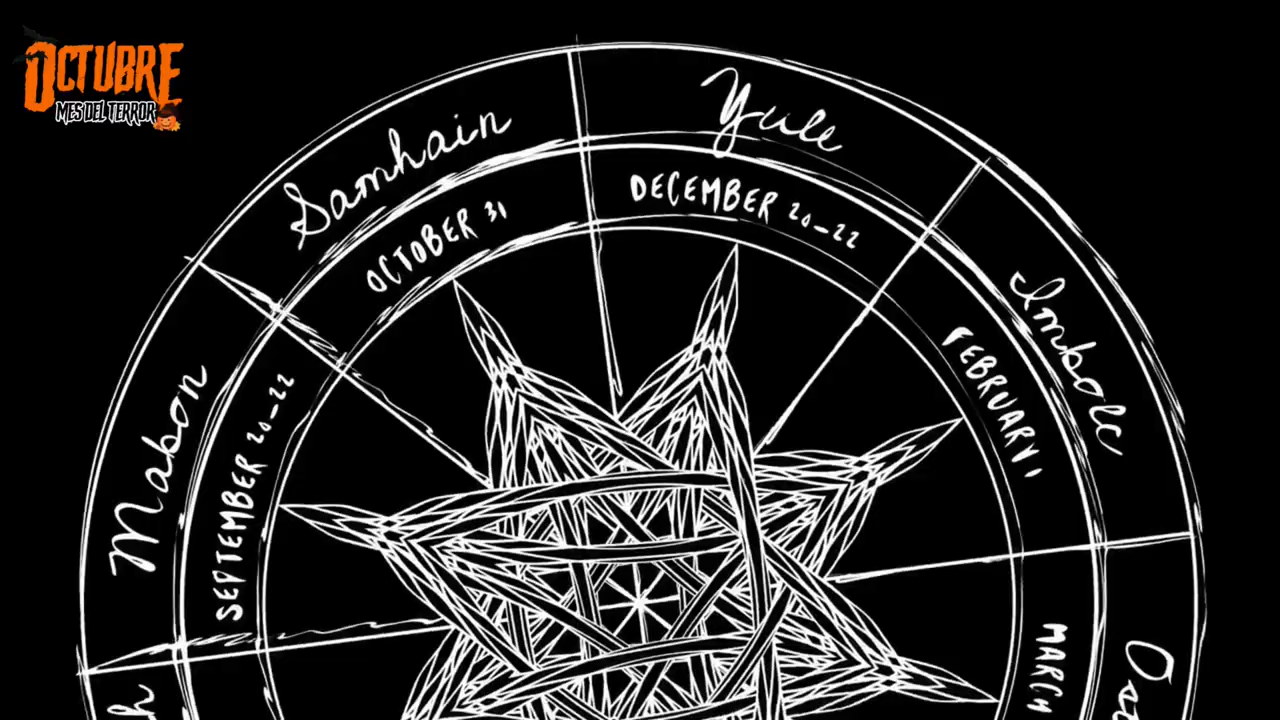 OCTUBRE
MES DEL TERROR
Samhain
OCTOBER 31
Yule
DECEMBER 20-22
Imbolc
FEBRUARY 1
Mabon
SEPTEMBER 20-22
MARCH